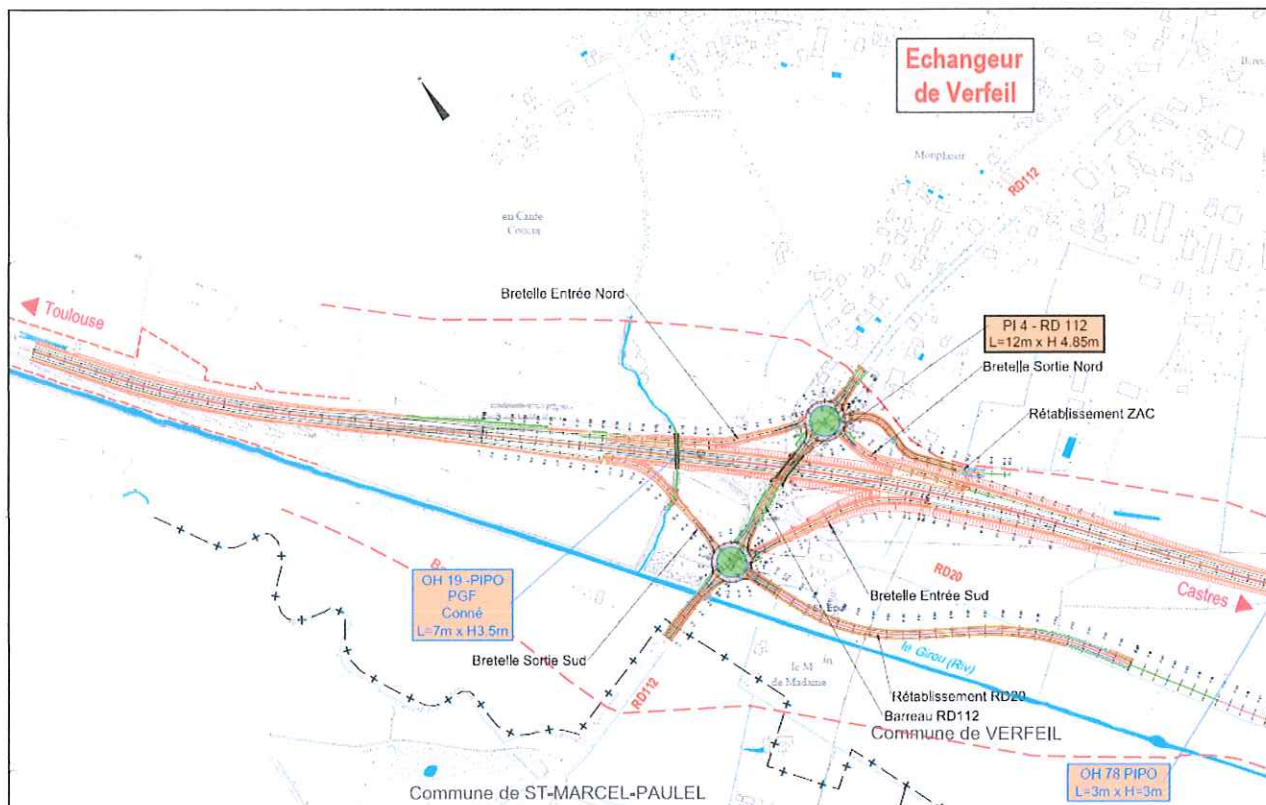 Echangeur
de Verfeil
Monplaisir
RD112
Bretelle Entrée Nord
Toulouse
PI 4 - RD 112
L=12m x H 4.85m
Bretelle Sortie Nord
Rétablissement ZAC
OH 19 -PIPO
PGF
Conné
L=7m x H3.5m
RD20
Castres
Bretelle Entrée Sud
Bretelle Sortie Sud
le Girou (Riv)
le M
de Madame
RD112
Rétablissement RD20
Barreau RD112
Commune de VERFEIL
OH 78 PIPO
L=3m x H=3m
Commune de ST-MARCEL-PAULEL